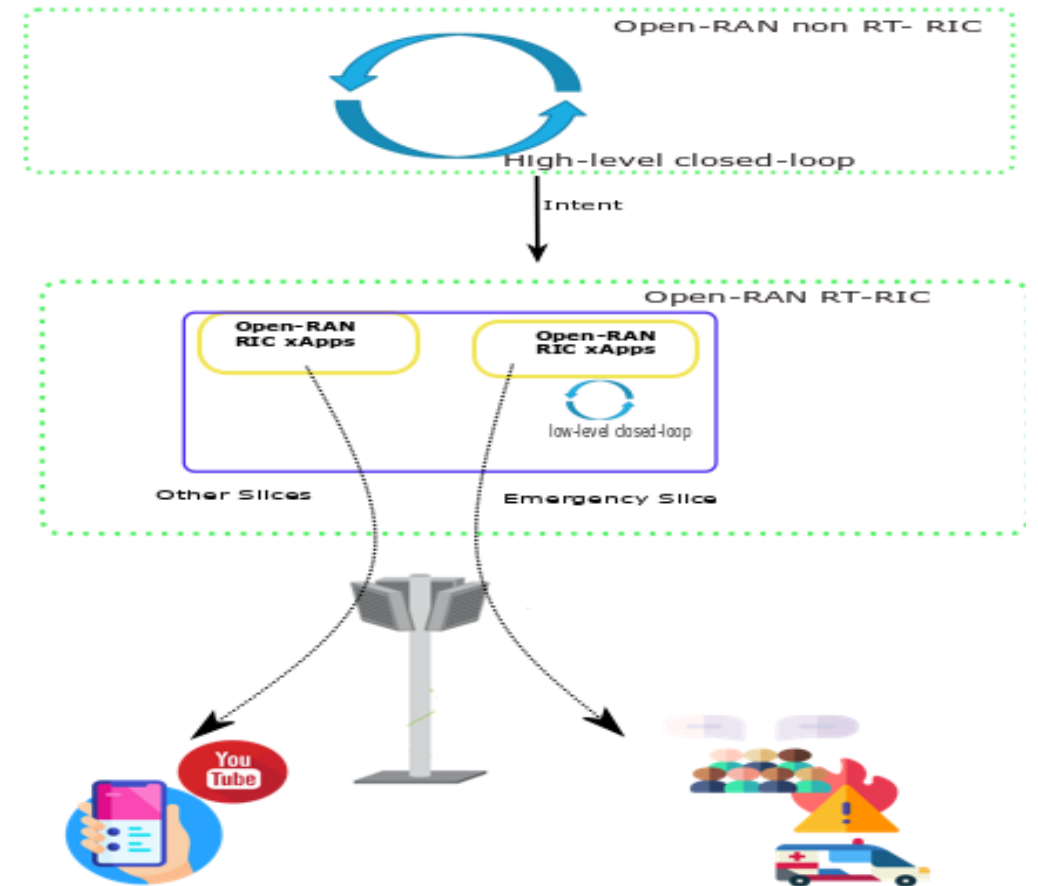 Open-RAN non RT- RIC
High-level closed-loop
Intent
Open-RAN RT-RIC
Open-RAN
RIC xApps
Open-RAN
RIC xApps
low-level closed-loop
Other Slices
Emergency Slice
You
Tube